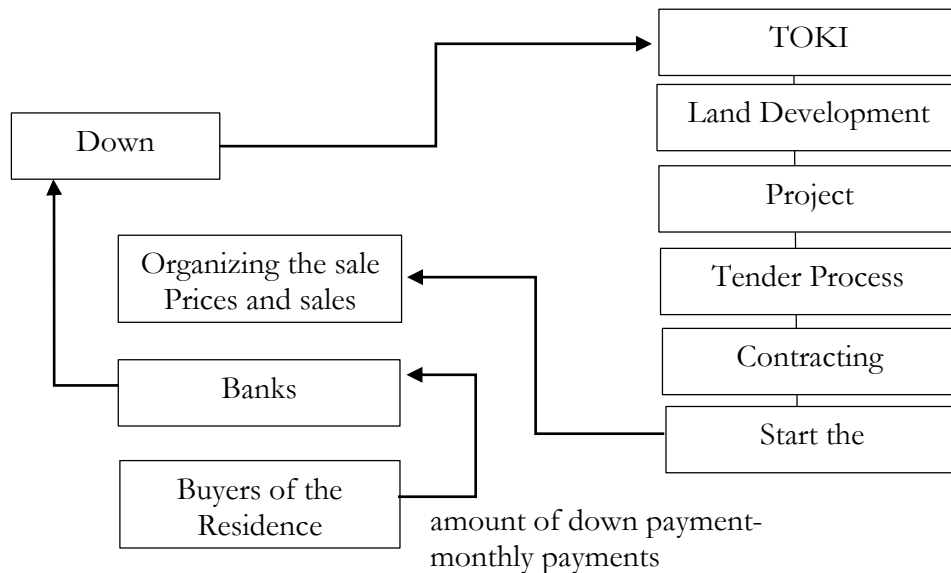 TOKI
Land Development
Down
Project
Organizing the sale
Prices and sales
Tender Process
Contracting
Banks
Start the
Buyers of the
Residence
amount of down payment-
monthly payments